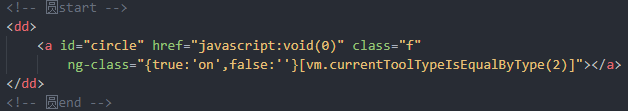 <!-- 圆start -->
<dd>
<a id="circle" href="javascript:void(0)" class="f"
ng-class="{true:'on',false:''}[vm.currentToolTypeIsEqualByType(2)]"></a>
</dd>
<!-- 圆end -->